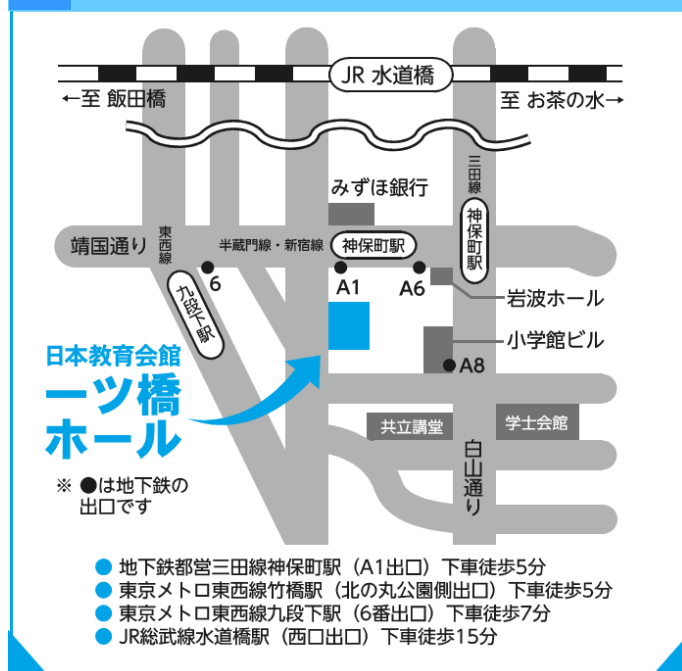 JR 水道橋
←至 飯田橋
至 お茶の水→
三田線
みずほ銀行
神保町駅
靖国通り
東西線
半蔵門線・新宿線
神保町駅
九段下駅
6
A1
A6
岩波ホール
小学館ビル
A8
日本教育会館
一ツ橋
ホール
共立講堂
学士会館
白山通り
※ ●は地下鉄の
出口です
● 地下鉄都営三田線神保町駅（A1出口）下車徒歩5分
● 東京メトロ東西線竹橋駅（北の丸公園側出口）下車徒歩5分
● 東京メトロ東西線九段下駅（6番出口）下車徒歩7分
● JR総武線水道橋駅（西口出口）下車徒歩15分